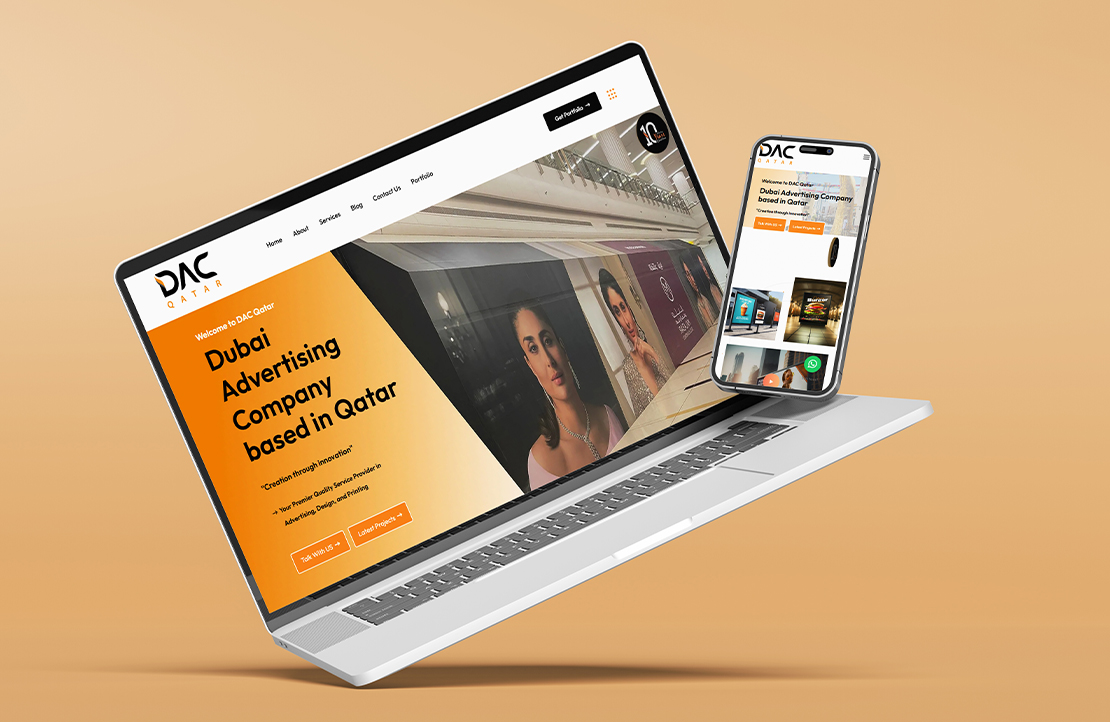 DAC
QATAR
Home
About
Services
Blog
Contact Us
Portfolio
Get Portfolio →
10
Welcome to DAC Qatar
Dubai
Advertising
Company
based in Qatar
"Creation through Innovation"
→ Your Premier Quality Service Provider in
Advertising, Design, and Printing
Talk With US →
Latest Projects →
DAC
QATAR
Welcome to DAC Qatar
Dubai Advertising Company
based in Qatar
"Creation through Innovation"
Talk With US →
Latest Projects →